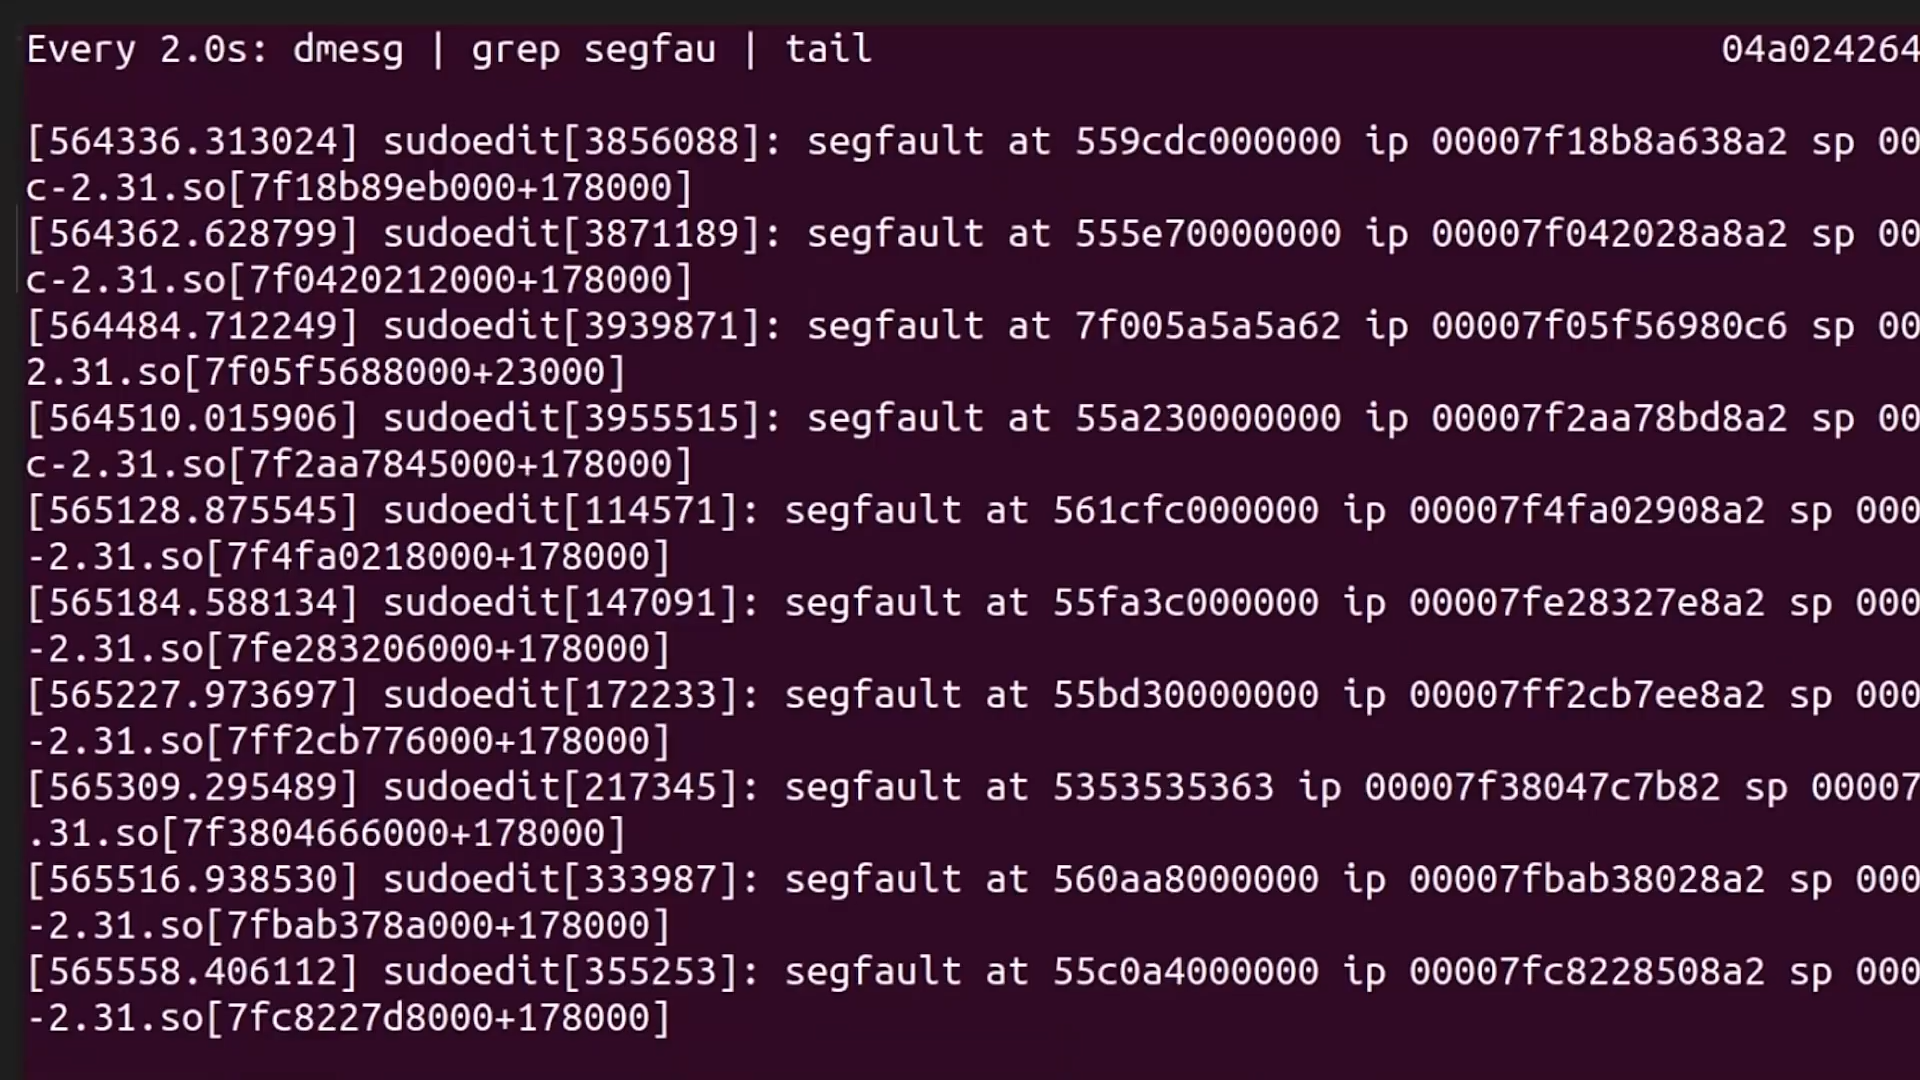 Every 2.0s: dmesg | grep segfau | tail 04a024264
[564336.313024] sudoedit[3856088]: segfault at 559cdc000000 ip 00007f18b8a638a2 sp 00
c-2.31.so[7f18b89eb000+178000]
[564362.628799] sudoedit[3871189]: segfault at 555e70000000 ip 00007f042028a8a2 sp 00
c-2.31.so[7f0420212000+178000]
[564484.712249] sudoedit[3939871]: segfault at 7f005a5a5a62 ip 00007f05f56980c6 sp 00
2.31.so[7f05f5688000+23000]
[564510.015906] sudoedit[3955515]: segfault at 55a230000000 ip 00007f2aa78bd8a2 sp 00
c-2.31.so[7f2aa7845000+178000]
[565128.875545] sudoedit[114571]: segfault at 561cfc000000 ip 00007f4fa02908a2 sp 000
-2.31.so[7f4fa0218000+178000]
[565184.588134] sudoedit[147091]: segfault at 55fa3c000000 ip 00007fe28327e8a2 sp 000
-2.31.so[7fe283206000+178000]
[565227.973697] sudoedit[172233]: segfault at 55bd30000000 ip 00007ff2cb7ee8a2 sp 000
-2.31.so[7ff2cb776000+178000]
[565309.295489] sudoedit[217345]: segfault at 5353535363 ip 00007f38047c7b82 sp 00007
.31.so[7f3804666000+178000]
[565516.938530] sudoedit[333987]: segfault at 560aa8000000 ip 00007fbab38028a2 sp 000
-2.31.so[7fbab378a000+178000]
[565558.406112] sudoedit[355253]: segfault at 55c0a4000000 ip 00007fc8228508a2 sp 000
-2.31.so[7fc8227d8000+178000]